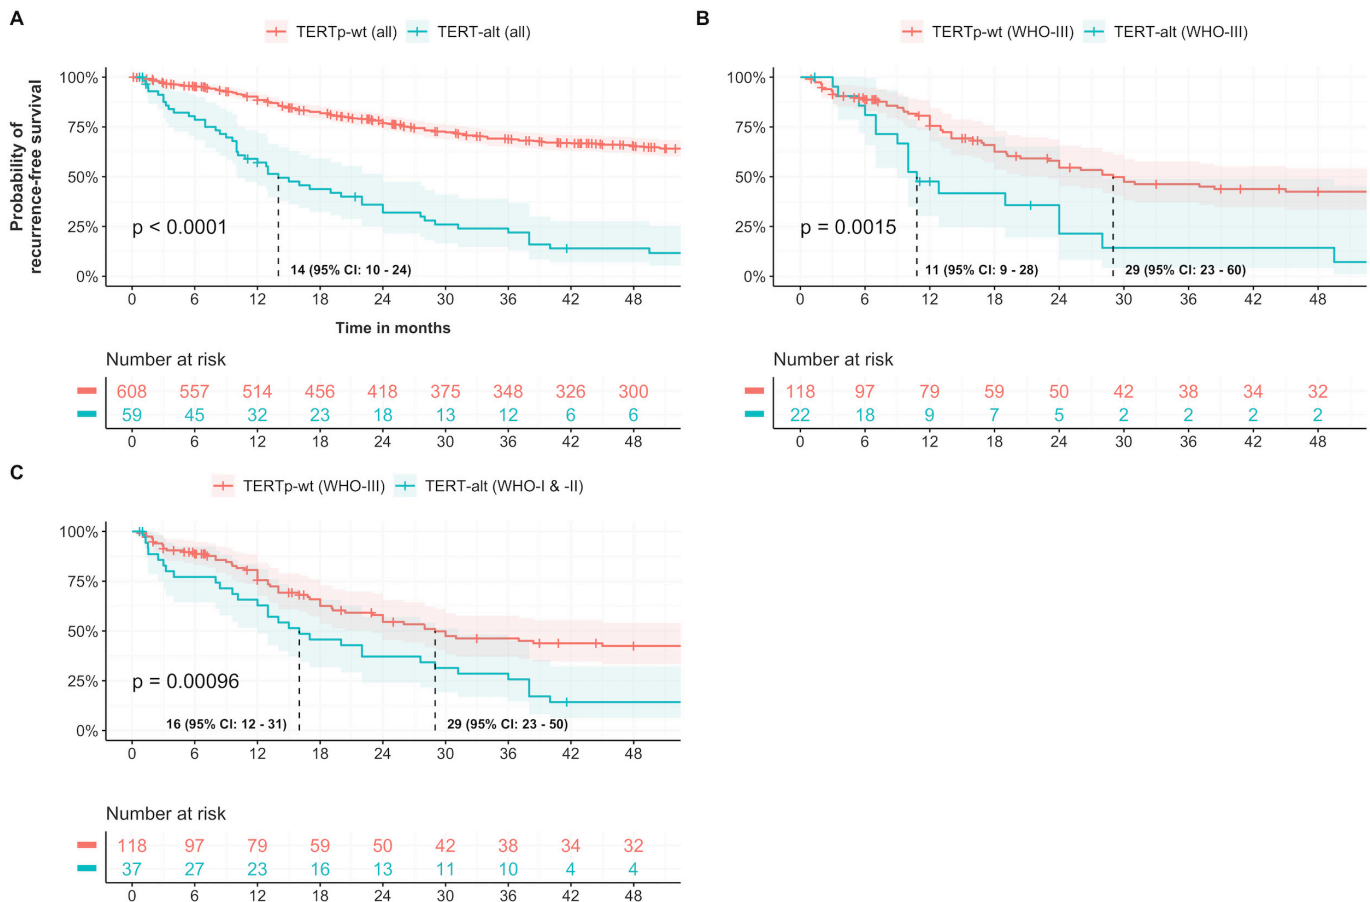 A
TERTp-wt (all) TERT-alt (all)
Probability of
recurrence-free survival
100%
75%
50%
25%
0%
p < 0.0001
14 (95% CI: 10 - 24)
0 6 12 18 24 30 36 42 48
Time in months
Number at risk
608 557 514 456 418 375 348 326 300
59 45 32 23 18 13 12 6 6
0 6 12 18 24 30 36 42 48
B
TERTp-wt (WHO-III) TERT-alt (WHO-III)
100%
75%
50%
25%
0%
p = 0.0015
11 (95% CI: 9 - 28) 29 (95% CI: 23 - 60)
0 6 12 18 24 30 36 42 48
Number at risk
118 97 79 59 50 42 38 34 32
22 18 9 7 5 2 2 2 2
0 6 12 18 24 30 36 42 48
C
TERTp-wt (WHO-III) TERT-alt (WHO-I & -II)
100%
75%
50%
25%
0%
p = 0.00096
16 (95% CI: 12 - 31) 29 (95% CI: 23 - 50)
0 6 12 18 24 30 36 42 48
Number at risk
118 97 79 59 50 42 38 34 32
37 27 23 16 13 11 10 4 4
0 6 12 18 24 30 36 42 48